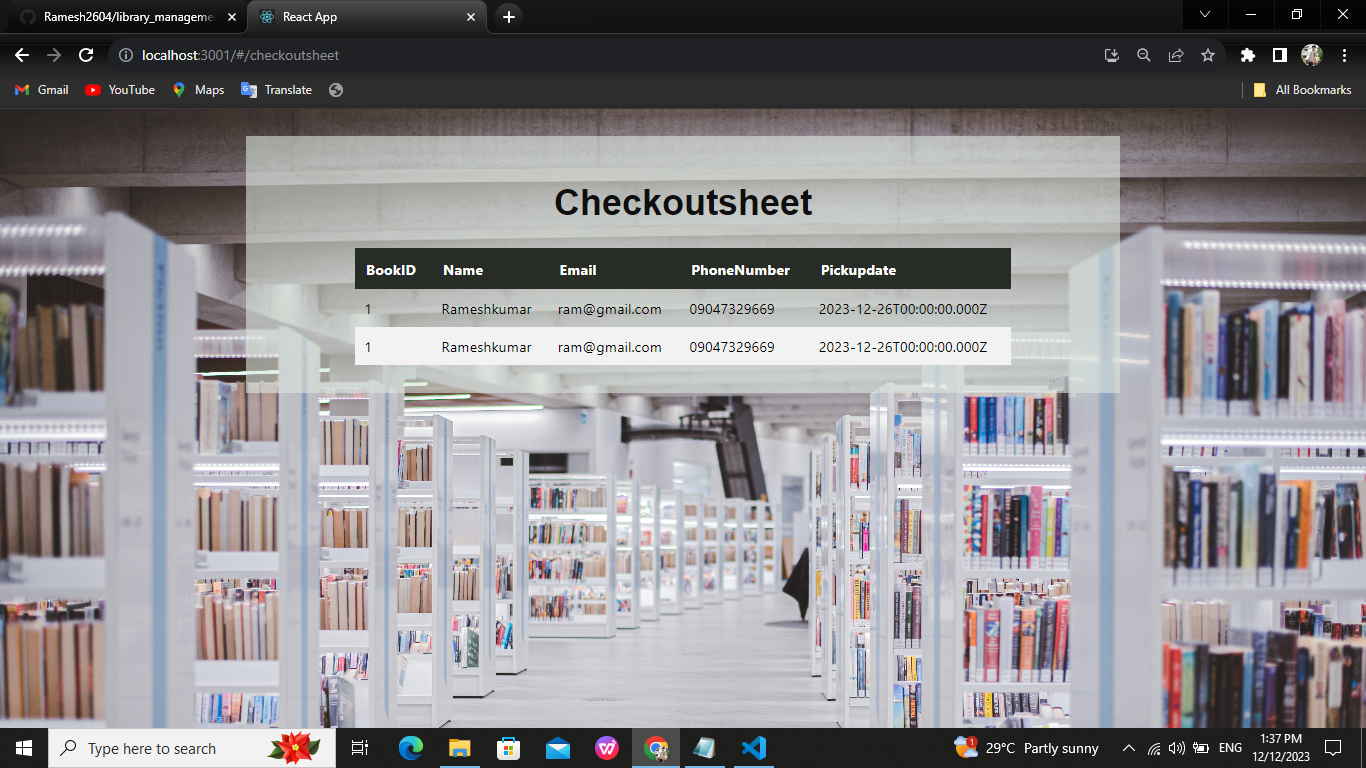 Ramesh2604/library_manageme
React App
localhost:3001/#/checkoutsheet
Gmail
YouTube
Maps
Translate
All Bookmarks
Checkoutsheet
BookID Name Email PhoneNumber Pickupdate
1 Rameshkumar ram@gmail.com 09047329669 2023-12-26T00:00:00.000Z
1 Rameshkumar ram@gmail.com 09047329669 2023-12-26T00:00:00.000Z
Type here to search
1
29°C Partly sunny
ENG
1:37 PM
12/12/2023